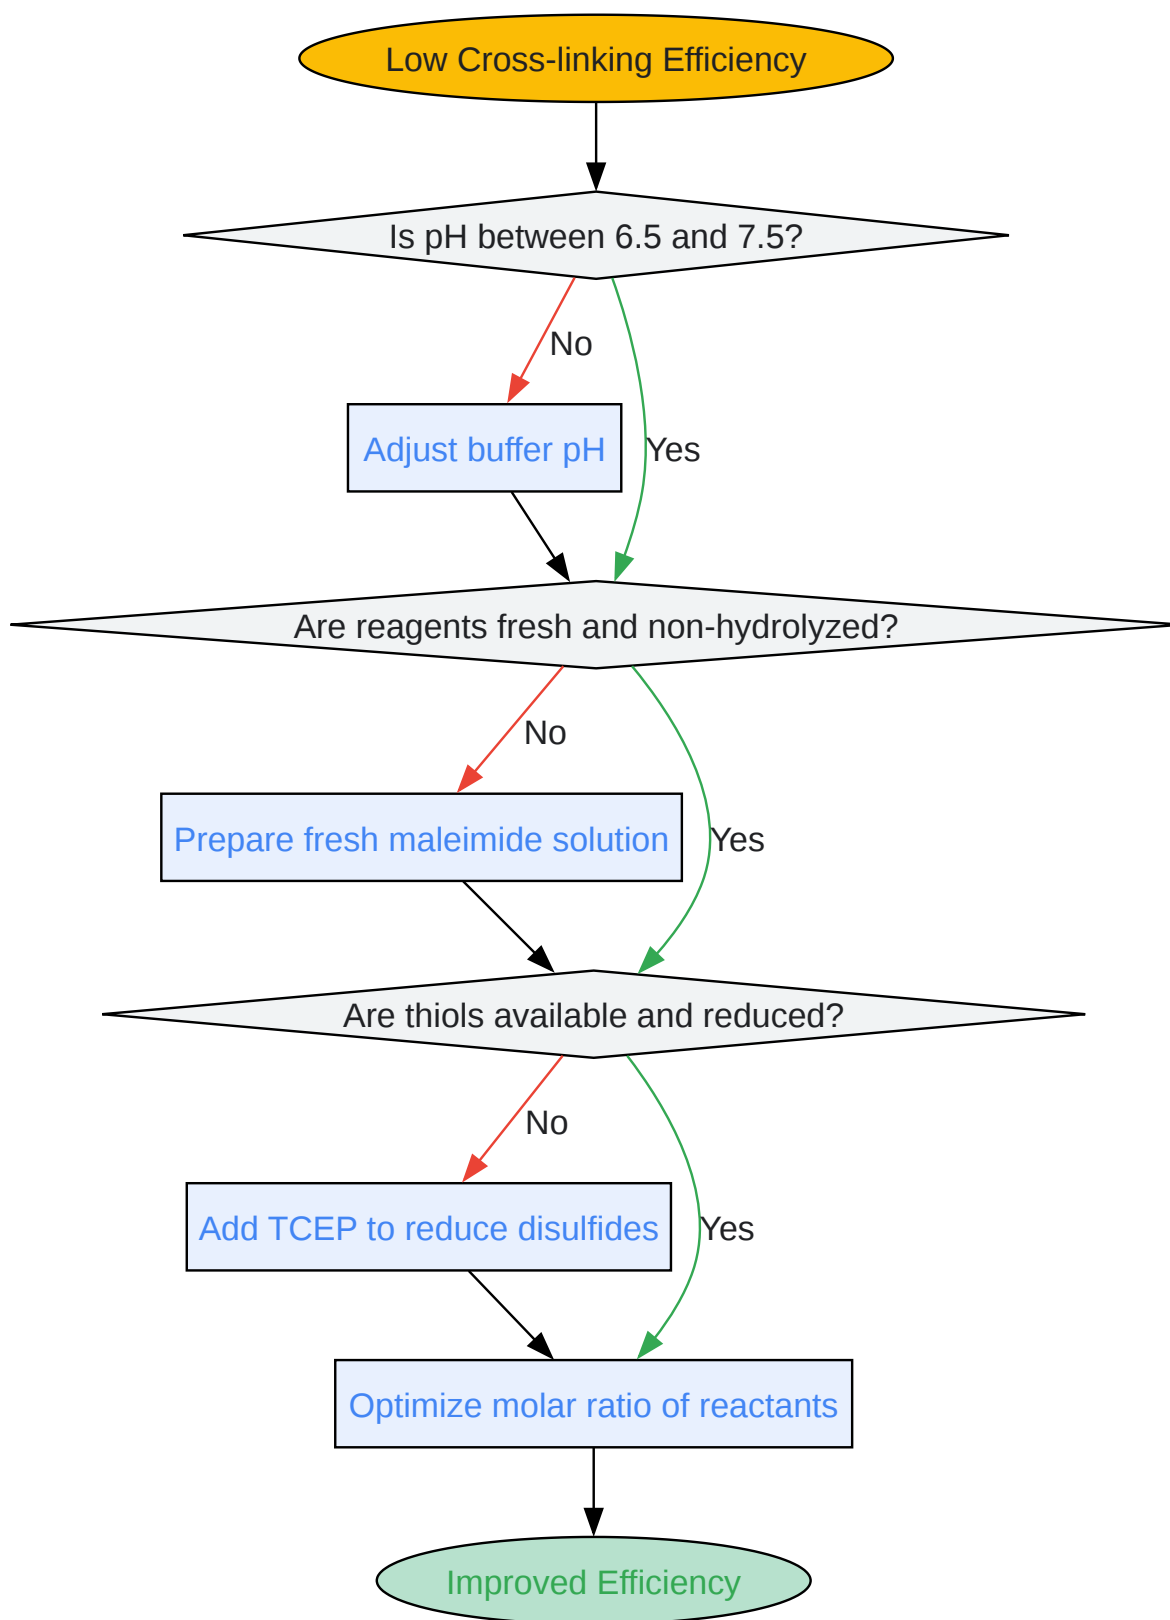 Low Cross-linking Efficiency
Is pH between 6.5 and 7.5?
No
Adjust buffer pH
Yes
Are reagents fresh and non-hydrolyzed?
No
Prepare fresh maleimide solution
Yes
Are thiols available and reduced?
No
Add TCEP to reduce disulfides
Yes
Optimize molar ratio of reactants
Improved Efficiency